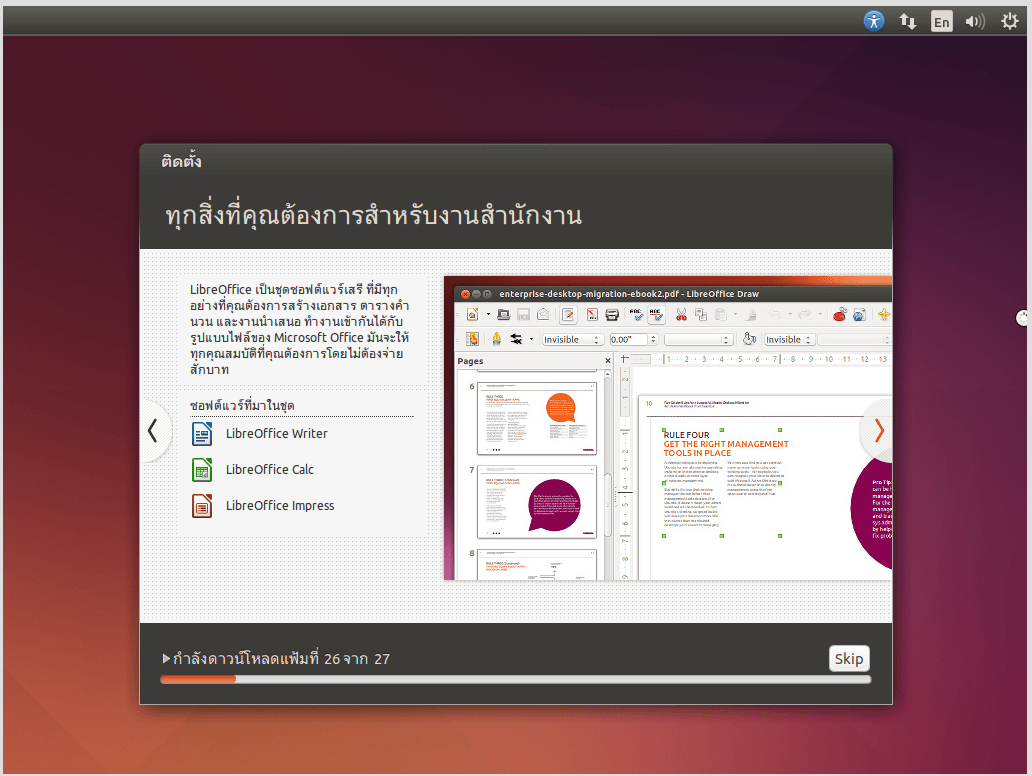 En
ติดตั้ง
ทุกสิ่งที่คุณต้องการสำหรับงานสำนักงาน
LibreOffice เป็นชุดซอฟต์แวร์เสรี ที่มีทุก
อย่างที่คุณต้องการสร้างเอกสาร ตารางคำ
นวน และงานนำเสนอ ทำงานเข้ากันได้กับ
รูปแบบไฟล์ของ Microsoft Office มันจะให้
ทุกคุณสมบัติที่คุณต้องการโดยไม่ต้องจ่าย
สักบาท
ซอฟต์แวร์ที่มาในชุด
LibreOffice Writer
LibreOffice Calc
LibreOffice Impress
enterprise-desktop-migration-ebook2.pdf - LibreOffice Draw
Invisible
0.00"
Invisible
Pages
6
7
8
10
RULE FOUR
GET THE RIGHT MANAGEMENT
TOOLS IN PLACE
กำลังดาวน์โหลดแฟ้มที่ 26 จาก 27
Skip